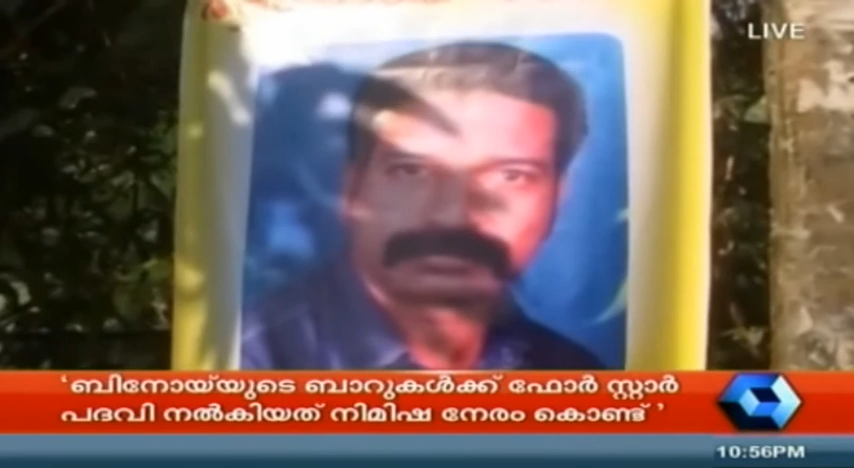 LIVE
‘ബിനോയ്‌യുടെ ബാറുകൾക്ക് ഫോർ സ്റ്റാർ
പദവി നൽകിയത് നിമിഷ നേരം കൊണ്ട് ’
10:56PM